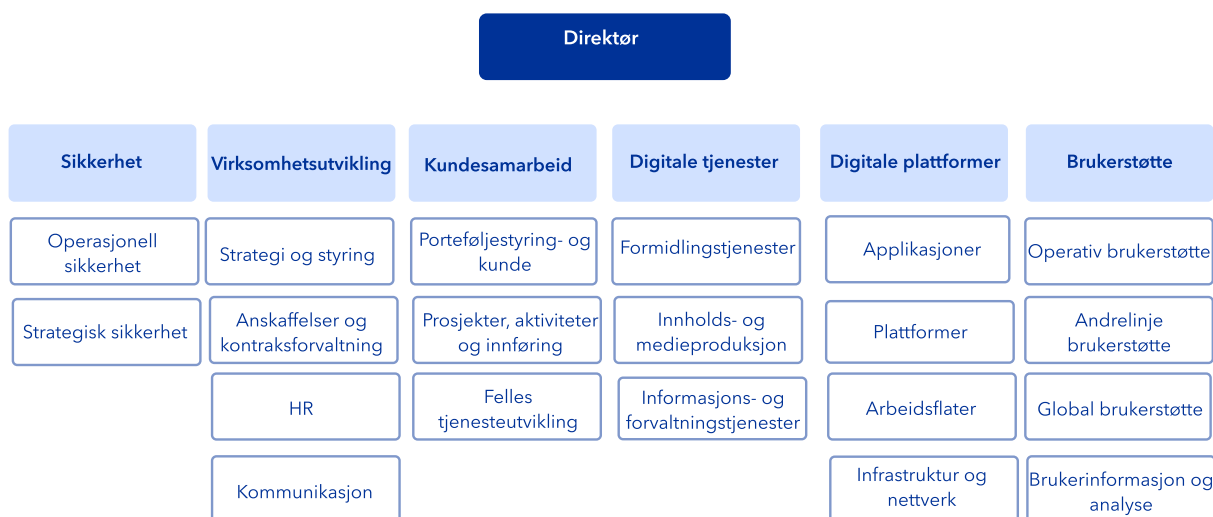 Direktør
Sikkerhet
Operasjonell
sikkerhet
Strategisk sikkerhet
Virksomhetsutvikling
Strategi og styring
Anskaffelser og
kontraksforvaltning
HR
Kommunikasjon
Kundesamarbeid
Porteføljestyring- og
kunde
Prosjekter, aktiviteter
og innføring
Felles
tjenesteutvikling
Digitale tjenester
Formidlingstjenester
Innholds- og
medieproduksjon
Informasjons- og
forvaltningstjenester
Digitale plattformer
Applikasjoner
Plattformer
Arbeidsflater
Infrastruktur og
nettverk
Brukerstøtte
Operativ brukerstøtte
Andrelinje
brukerstøtte
Global brukerstøtte
Brukerinformasjon og
analyse